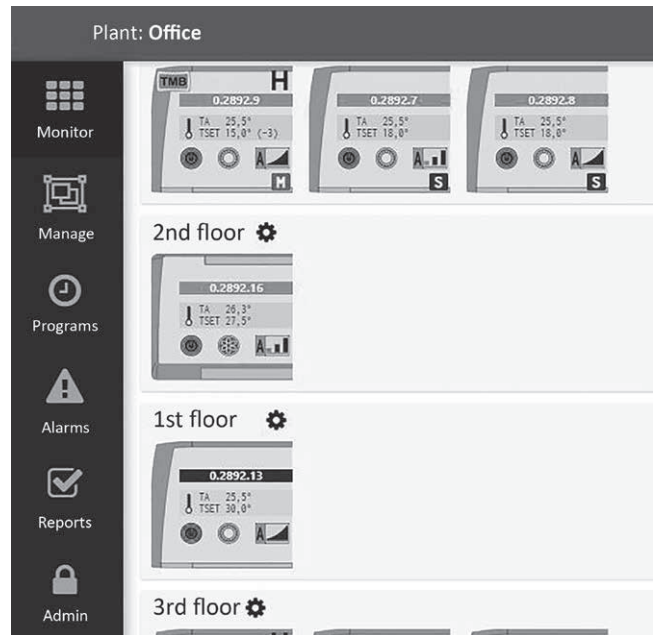 Plant: Office
Monitor
Manage
Programs
Alarms
Reports
Admin
TMB H
0.2892.9
TA 25,5°
TSET 15,0° (-3)
A
M
0.2892.7
TA 25,5°
TSET 18,0°
A
S
0.2892.8
TA 25,5°
TSET 18,0°
A
S
2nd floor
0.2892.16
TA 26,3°
TSET 27,5°
A
1st floor
0.2892.13
TA 25,5°
TSET 30,0°
A
3rd floor